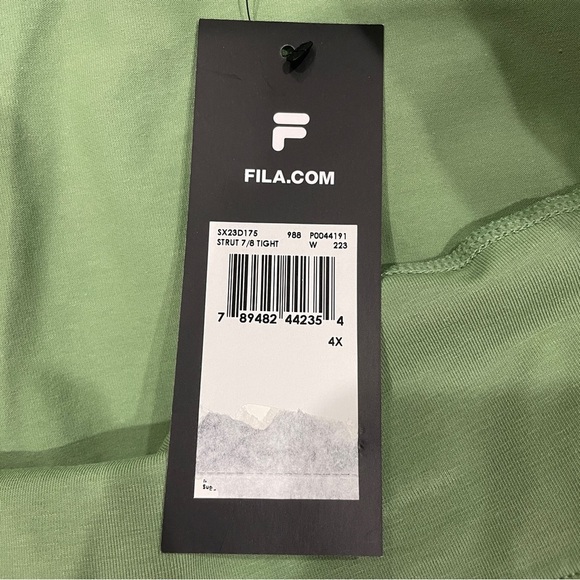 F
FILA.COM
SX23D175 988 P0044191
STRUT 7/8 TIGHT W 223
7 89482 44235 4
4X